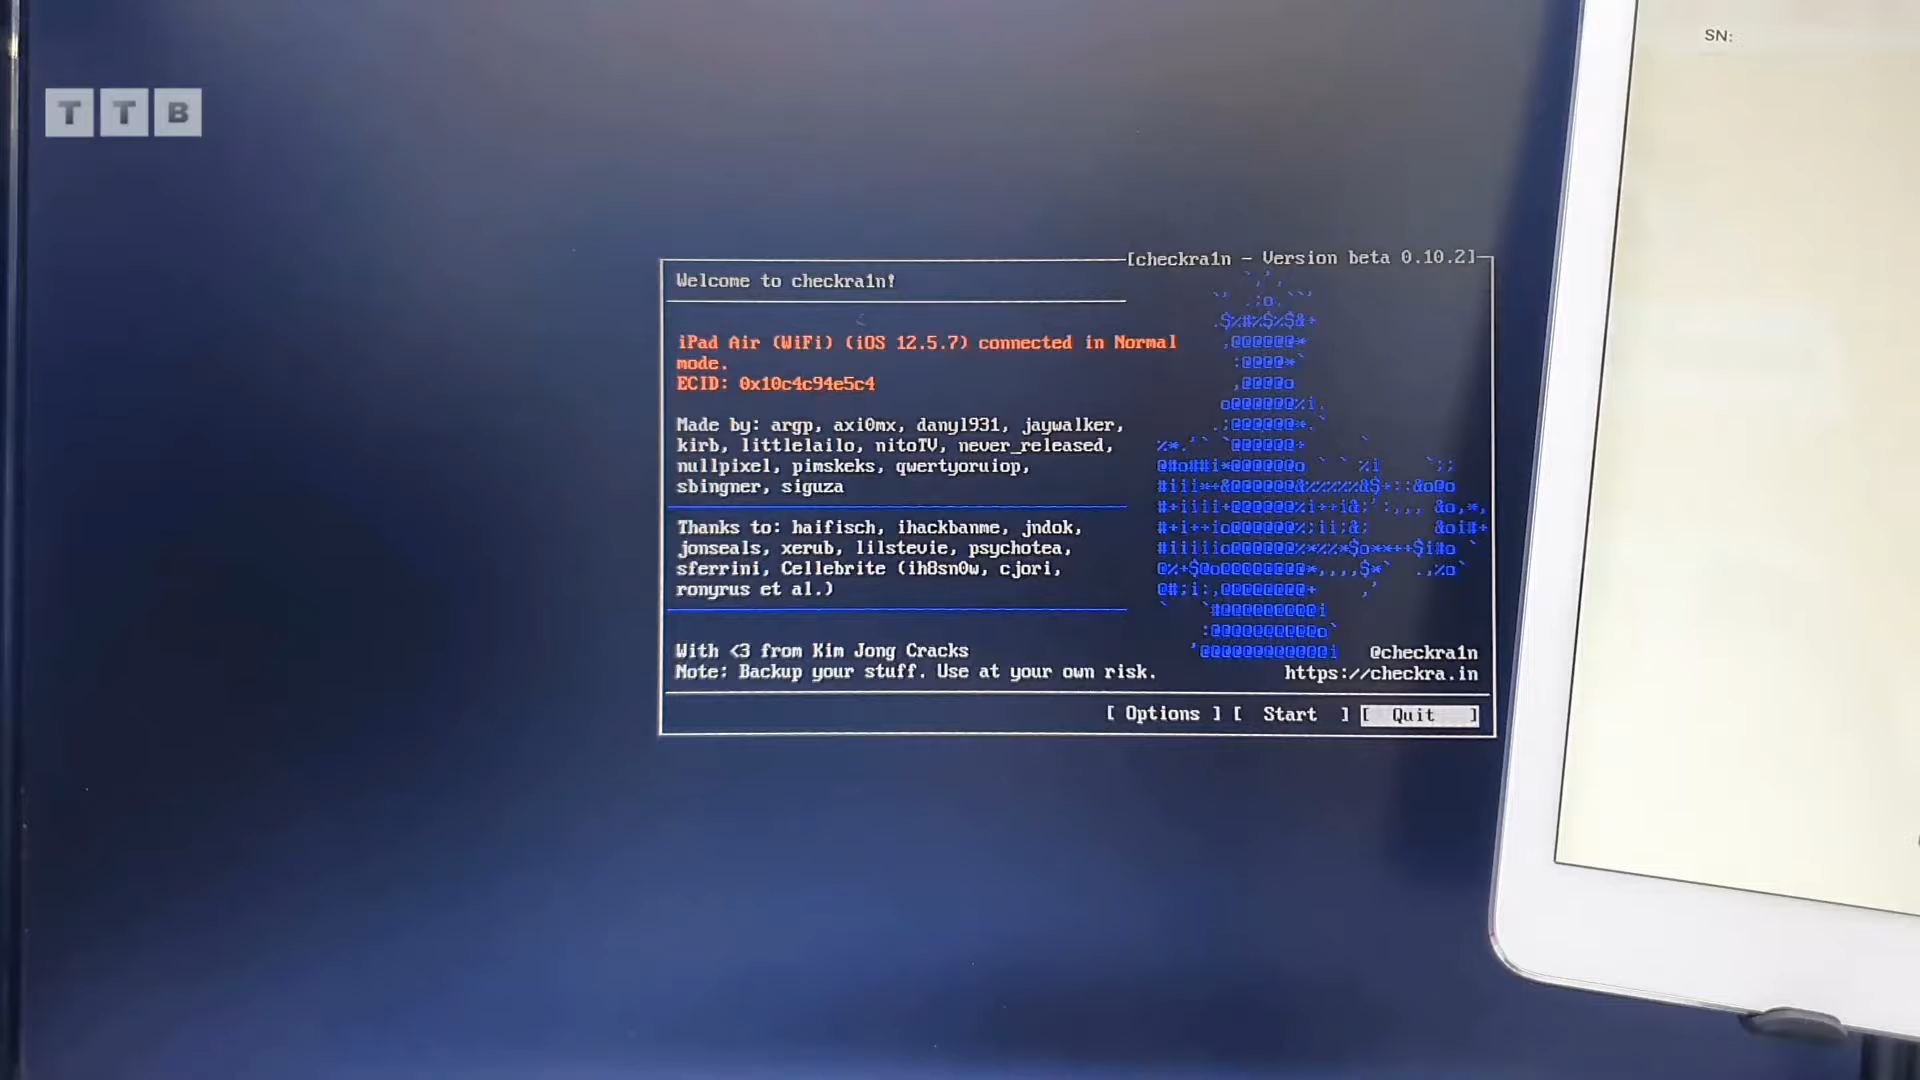 TTB
SN:
[checkra1n - Version beta 0.10.2]
Welcome to checkra1n!
iPad Air (WiFi) (iOS 12.5.7) connected in Normal
mode.
ECID: 0x10c4c94e5c4
Made by: argp, axi0mx, danyl931, jaywalker,
kirb, littlelailo, nitoTV, never_released,
nullpixel, pimskeks, qwertyoruiop,
sbingner, siguza
Thanks to: haifisch, ihackbanme, jndok,
jonseals, xerub, lilstevie, psychotea,
sferrini, Cellebrite (ih8sn0w, cjori,
ronyrus et al.)
With <3 from Kim Jong Cracks
@checkra1n
Note: Backup your stuff. Use at your own risk.
https://checkra.in
[ Options ] [ Start ] [ Quit ]